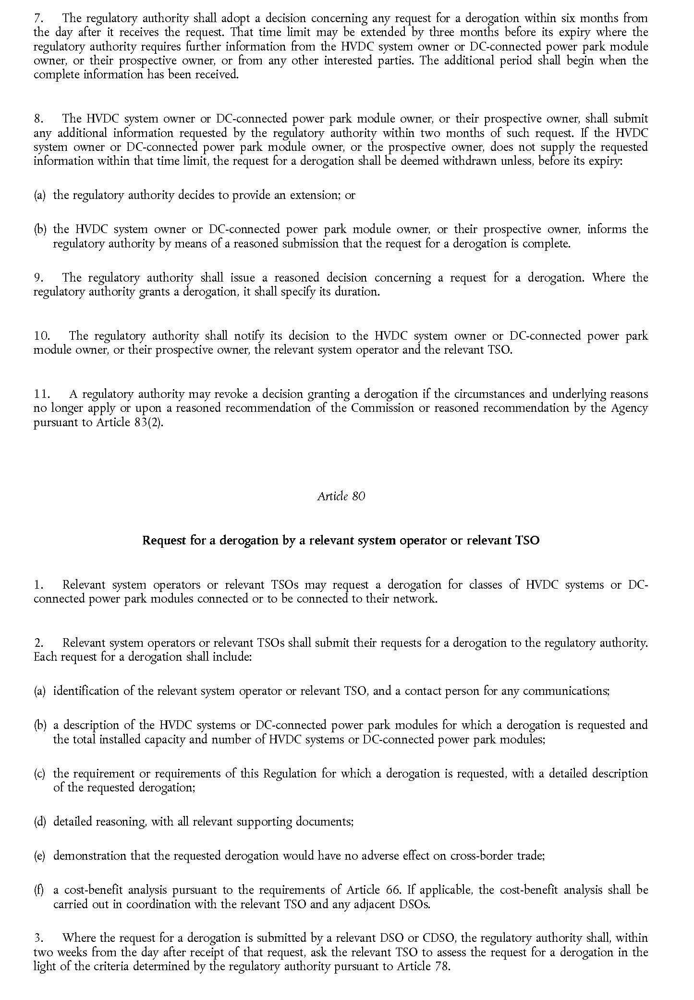 7. The regulatory authority shall adopt a decision concerning any request for a derogation within six months from
the day after it receives the request. That time limit may be extended by three months before its expiry where the
regulatory authority requires further information from the HVDC system owner or DC-connected power park module
owner, or their prospective owner, or from any other interested parties. The additional period shall begin when the
complete information has been received.
8. The HVDC system owner or DC-connected power park module owner, or their prospective owner, shall submit
any additional information requested by the regulatory authority within two months of such request. If the HVDC
system owner or DC-connected power park module owner, or the prospective owner, does not supply the requested
information within that time limit, the request for a derogation shall be deemed withdrawn unless, before its expiry:
(a) the regulatory authority decides to provide an extension; or
(b) the HVDC system owner or DC-connected power park module owner, or their prospective owner, informs the
regulatory authority by means of a reasoned submission that the request for a derogation is complete.
9. The regulatory authority shall issue a reasoned decision concerning a request for a derogation. Where the
regulatory authority grants a derogation, it shall specify its duration.
10. The regulatory authority shall notify its decision to the HVDC system owner or DC-connected power park
module owner, or their prospective owner, the relevant system operator and the relevant TSO.
11. A regulatory authority may revoke a decision granting a derogation if the circumstances and underlying reasons
no longer apply or upon a reasoned recommendation of the Commission or reasoned recommendation by the Agency
pursuant to Article 83(2).
Article 80
Request for a derogation by a relevant system operator or relevant TSO
1. Relevant system operators or relevant TSOs may request a derogation for classes of HVDC systems or DC-
connected power park modules connected or to be connected to their network.
2. Relevant system operators or relevant TSOs shall submit their requests for a derogation to the regulatory authority.
Each request for a derogation shall include:
(a) identification of the relevant system operator or relevant TSO, and a contact person for any communications;
(b) a description of the HVDC systems or DC-connected power park modules for which a derogation is requested and
the total installed capacity and number of HVDC systems or DC-connected power park modules;
(c) the requirement or requirements of this Regulation for which a derogation is requested, with a detailed description
of the requested derogation;
(d) detailed reasoning, with all relevant supporting documents;
(e) demonstration that the requested derogation would have no adverse effect on cross-border trade;
(f) a cost-benefit analysis pursuant to the requirements of Article 66. If applicable, the cost-benefit analysis shall be
carried out in coordination with the relevant TSO and any adjacent DSOs.
3. Where the request for a derogation is submitted by a relevant DSO or CDSO, the regulatory authority shall, within
two weeks from the day after receipt of that request, ask the relevant TSO to assess the request for a derogation in the
light of the criteria determined by the regulatory authority pursuant to Article 78.